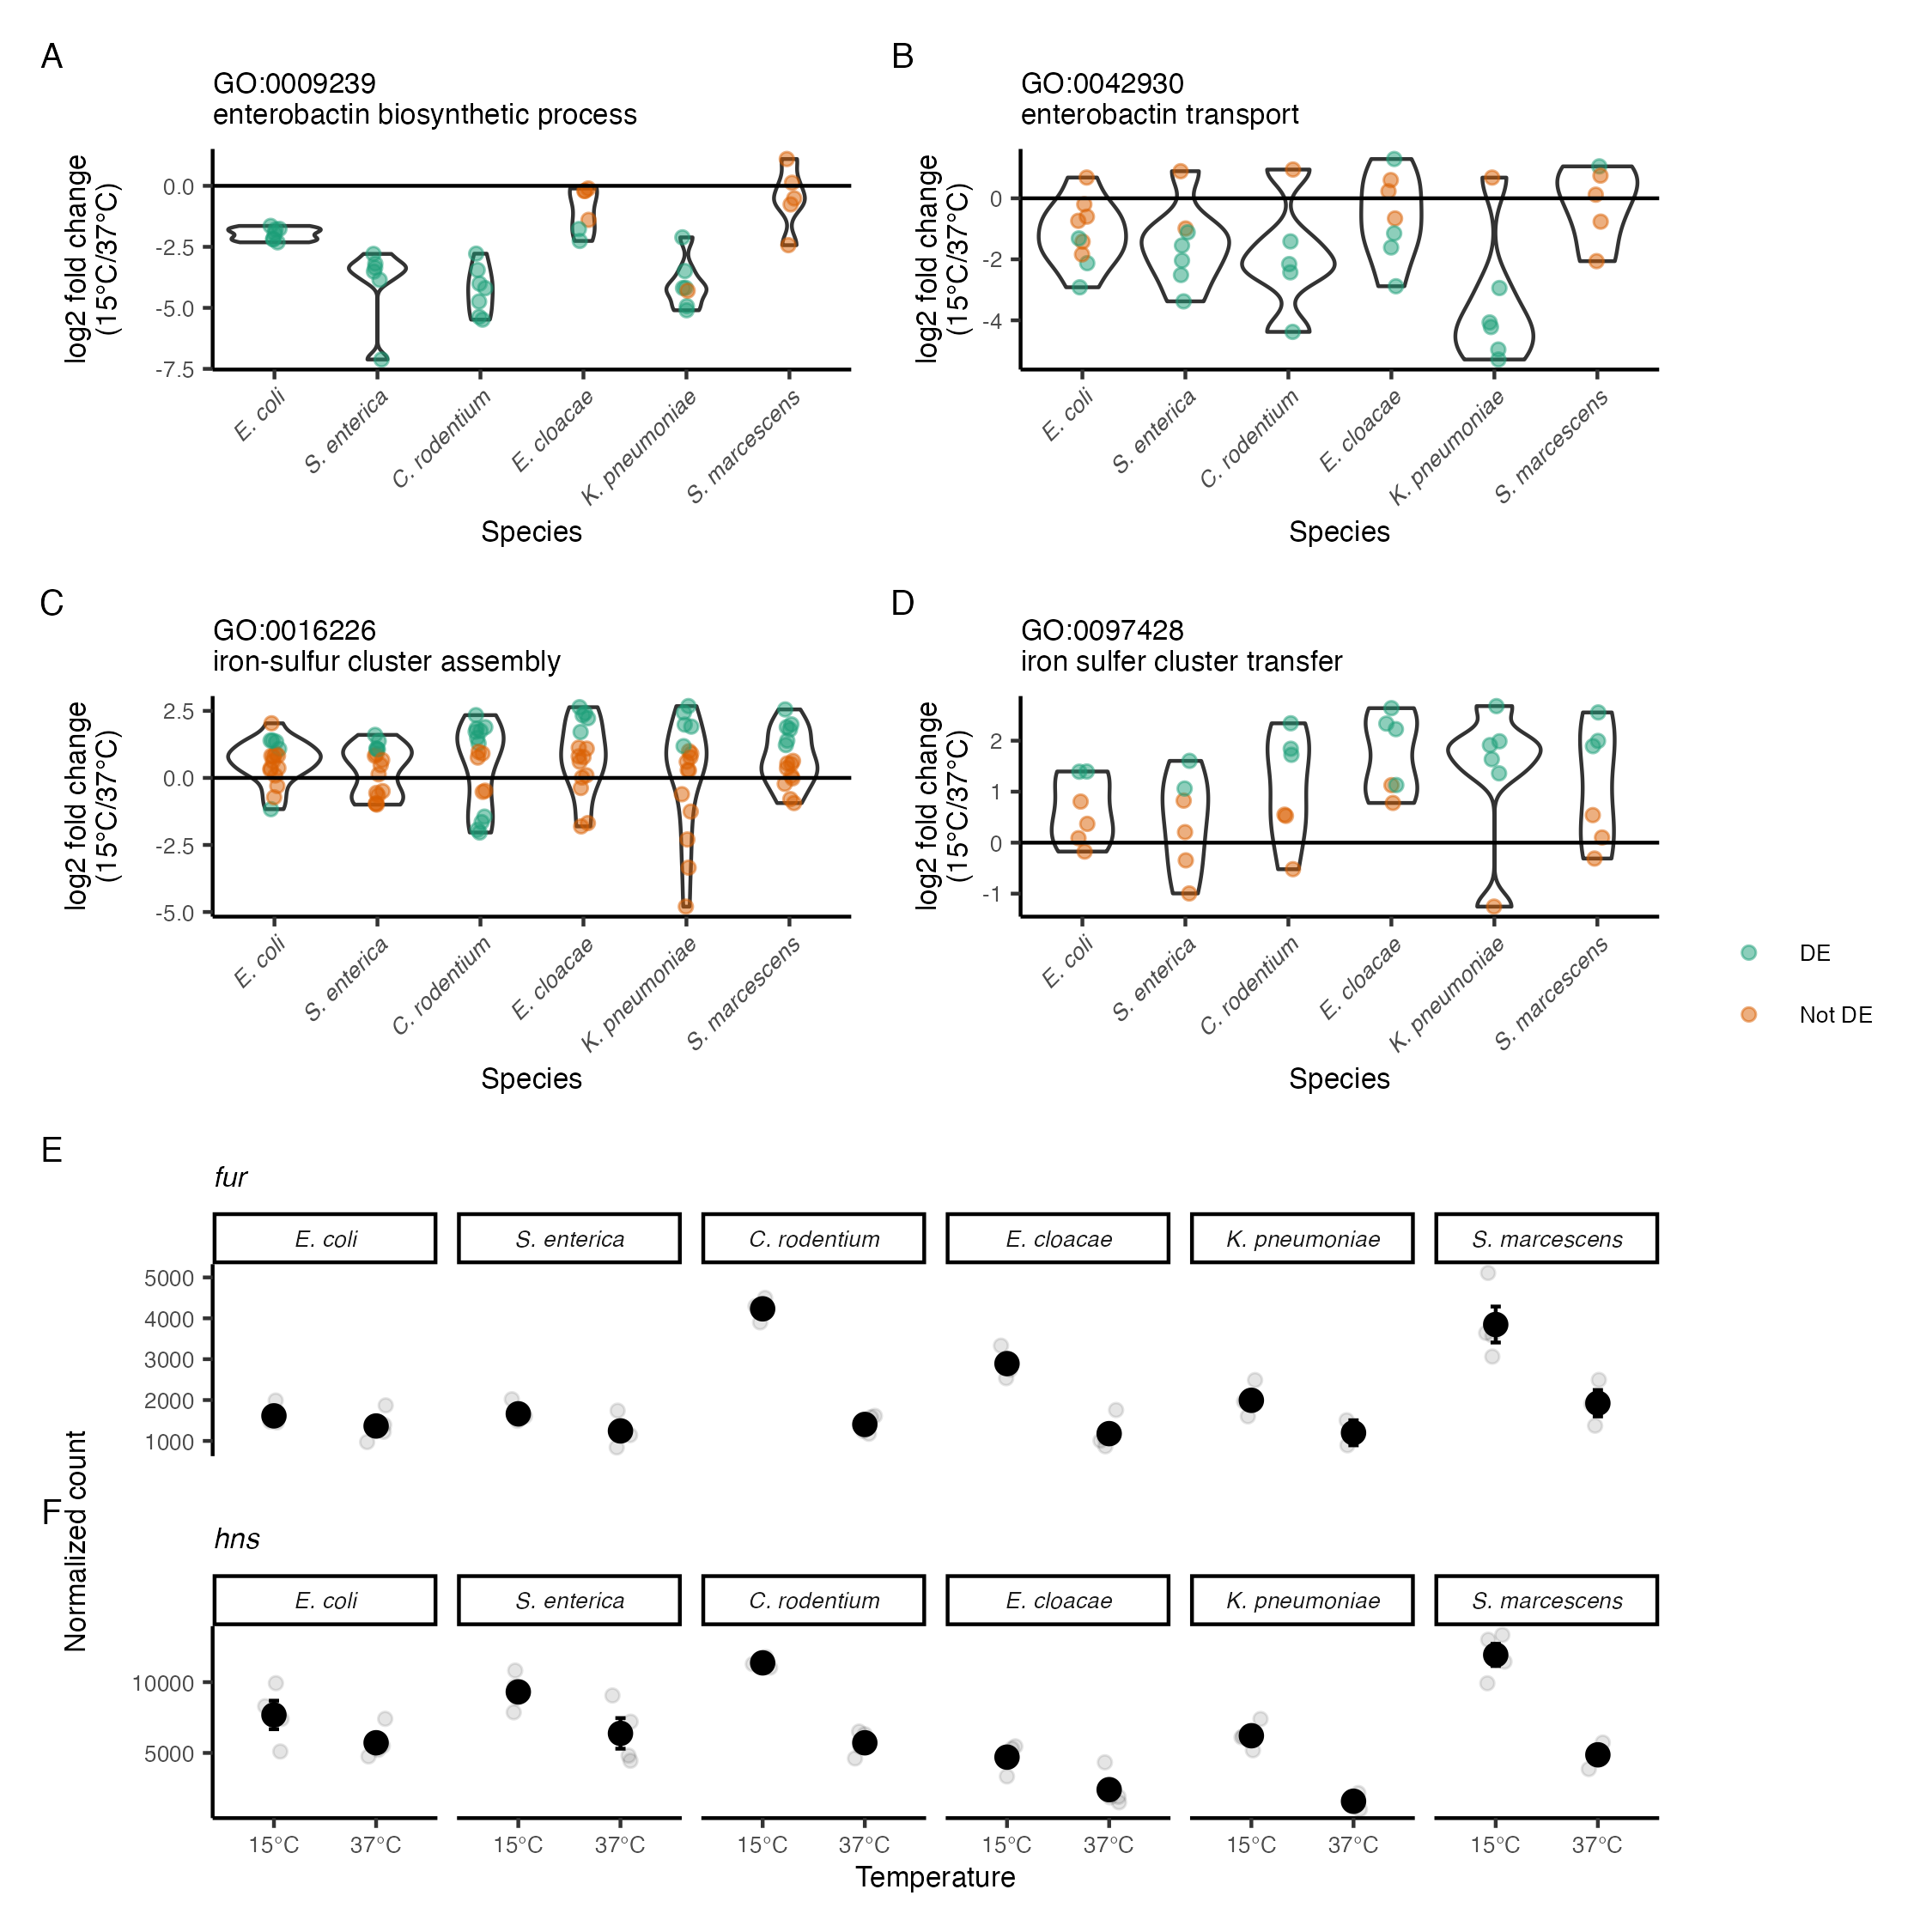 A
GO:0009239
enterobactin biosynthetic process
log2 fold change
(15°C/37°C)
0.0
-2.5
-5.0
-7.5
E. coli
S. enterica
C. rodentium
E. cloacae
K. pneumoniae
S. marcescens
Species
B
GO:0042930
enterobactin transport
log2 fold change
(15°C/37°C)
0
-2
-4
E. coli
S. enterica
C. rodentium
E. cloacae
K. pneumoniae
S. marcescens
Species
C
GO:0016226
iron-sulfur cluster assembly
log2 fold change
(15°C/37°C)
2.5
0.0
-2.5
-5.0
E. coli
S. enterica
C. rodentium
E. cloacae
K. pneumoniae
S. marcescens
Species
D
GO:0097428
iron sulfer cluster transfer
log2 fold change
(15°C/37°C)
2
1
0
-1
E. coli
S. enterica
C. rodentium
E. cloacae
K. pneumoniae
S. marcescens
Species
DE
Not DE
E
fur
E. coli
S. enterica
C. rodentium
E. cloacae
K. pneumoniae
S. marcescens
5000
4000
3000
2000
1000
Normalized count
F
hns
E. coli
S. enterica
C. rodentium
E. cloacae
K. pneumoniae
S. marcescens
10000
5000
15°C 37°C 15°C 37°C 15°C 37°C 15°C 37°C 15°C 37°C 15°C 37°C
Temperature